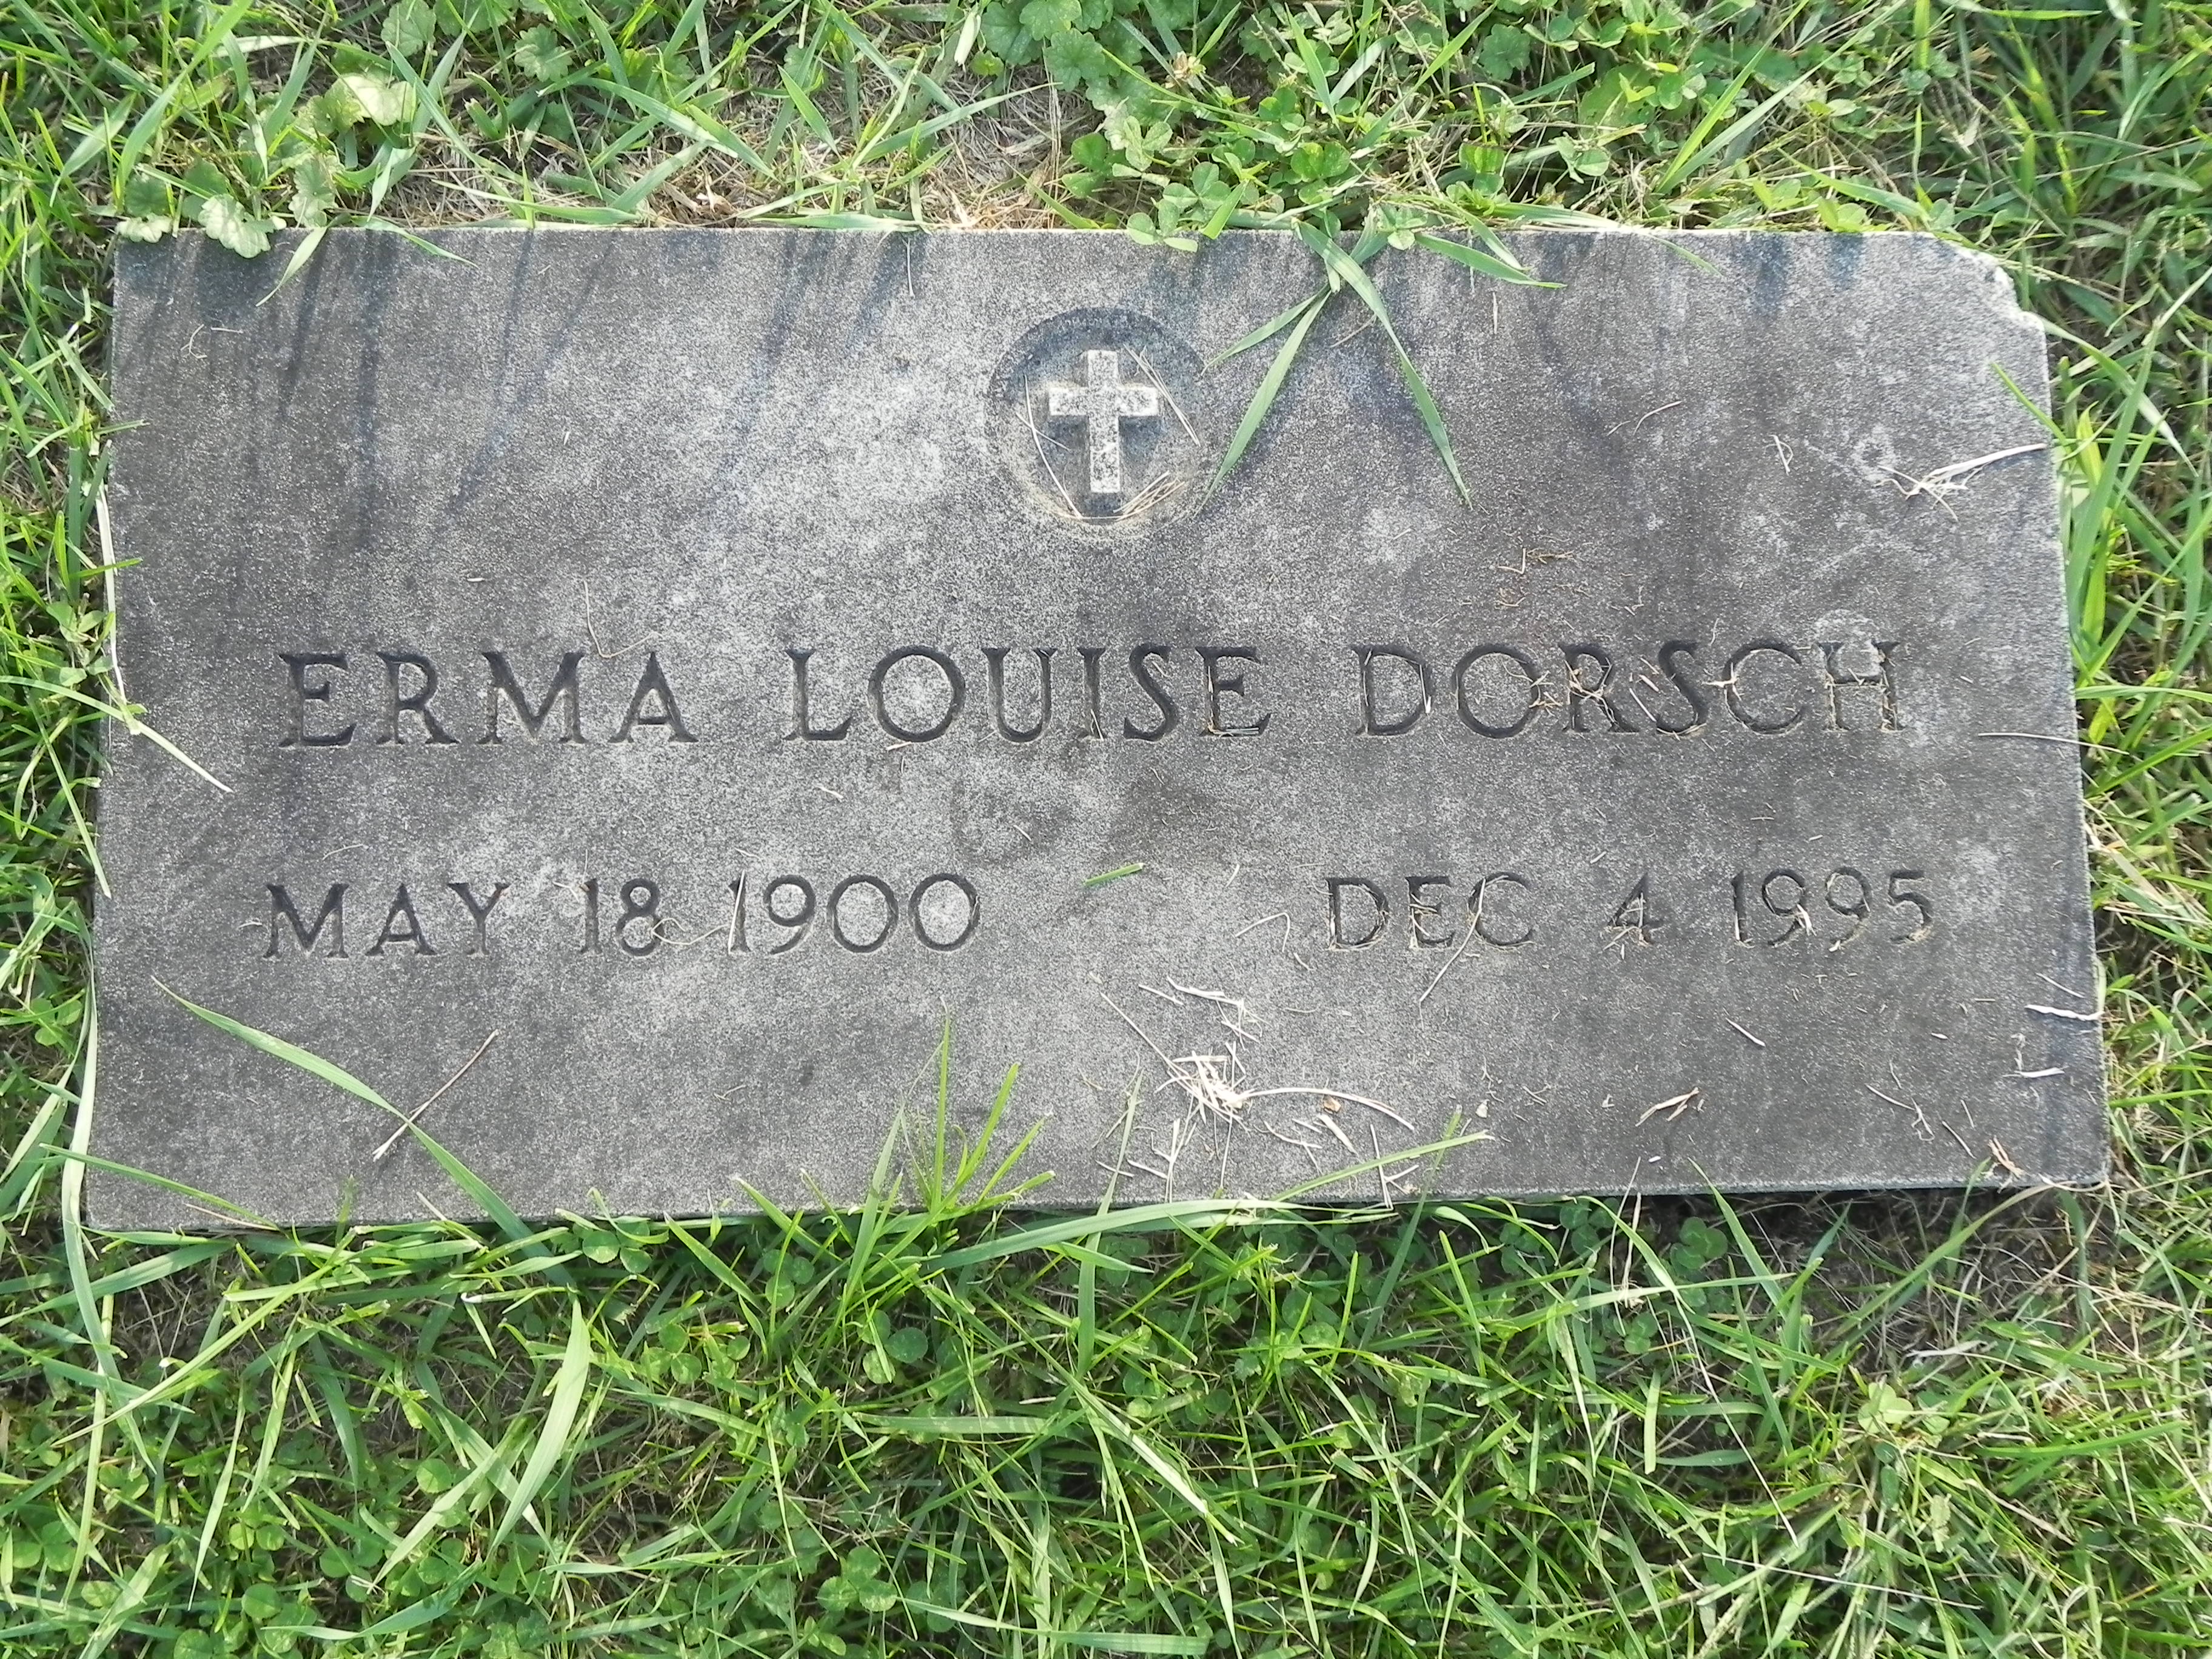 ERMA LOUISE DORSCH
MAY 18 1900 DEC 4 1995